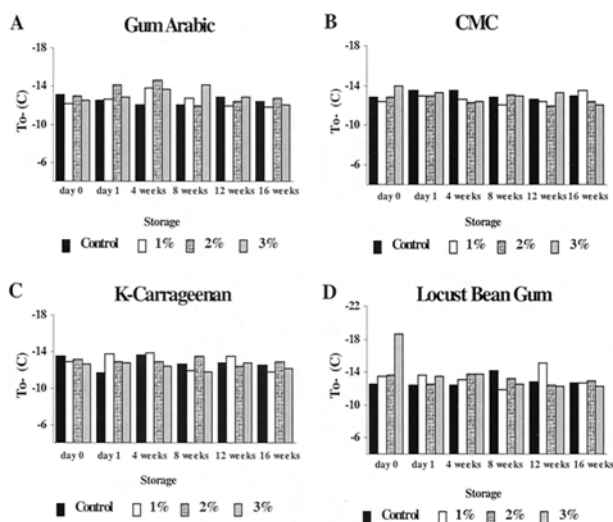 A
Gum Arabic
-18
-14
-10
-6
To- (C)
day 0 day 1 4 weeks 8 weeks 12 weeks 16 weeks
Storage
Control 1% 2% 3%
B
CMC
-18
-14
-10
-6
To- (C)
day 0 day 1 4 weeks 8 weeks 12 weeks 16 weeks
Storage
Control 1% 2% 3%
C
K-Carrageenan
-18
-14
-10
-6
To- (C)
day 0 day 1 4 weeks 8 weeks 12 weeks 16 weeks
Storage
Control 1% 2% 3%
D
Locust Bean Gum
-22
-18
-14
-10
-6
To- (C)
day 0 day 1 4 weeks 8 weeks 12 weeks 16 weeks
Storage
Control 1% 2% 3%